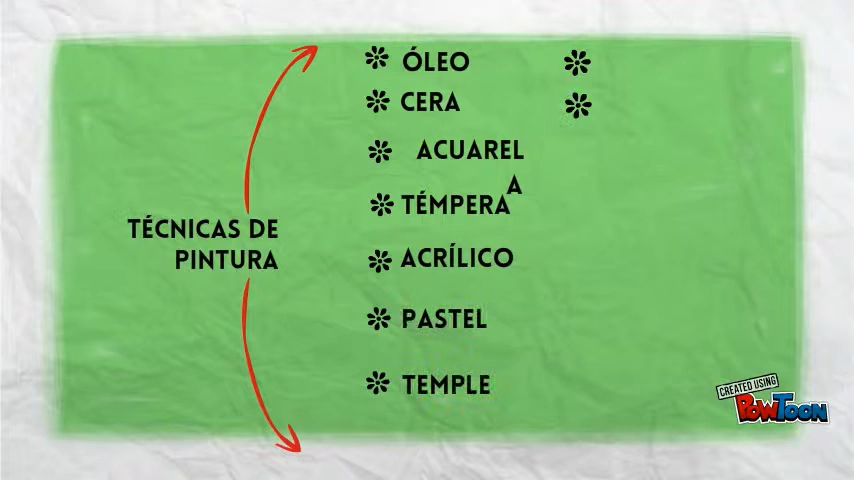 TÉCNICAS DE
PINTURA
ÓLEO
CERA
ACUAREL
A
TÉMPERA
ACRÍLICO
PASTEL
TEMPLE
CREATED USING
POWTOON